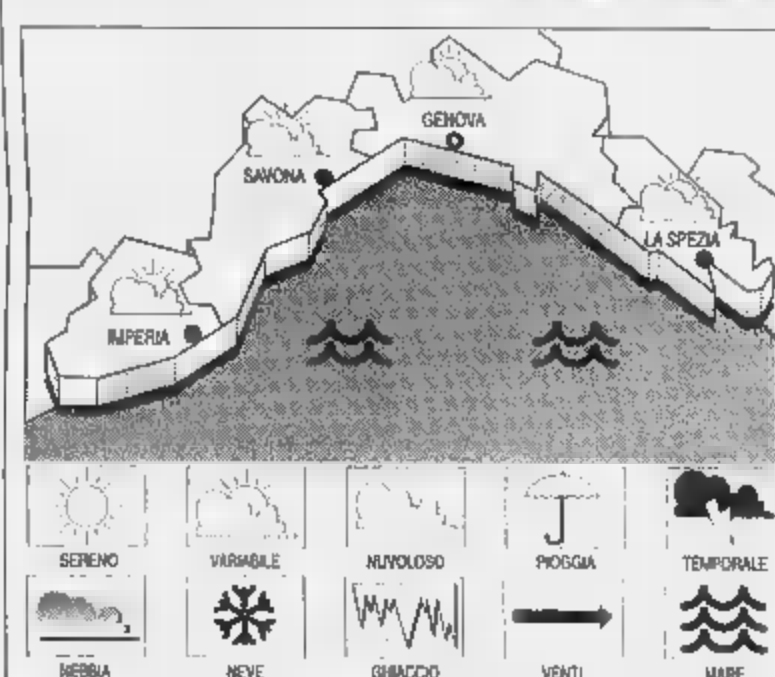 GENOVA
SAVONA
LA SPEZIA
IMPERIA
SERENO
VARIABILE
NUVOLOSO
PIOGGIA
TEMPORALE
NEBBIA
NEVE
GHIACCIO
VENTI
MARE